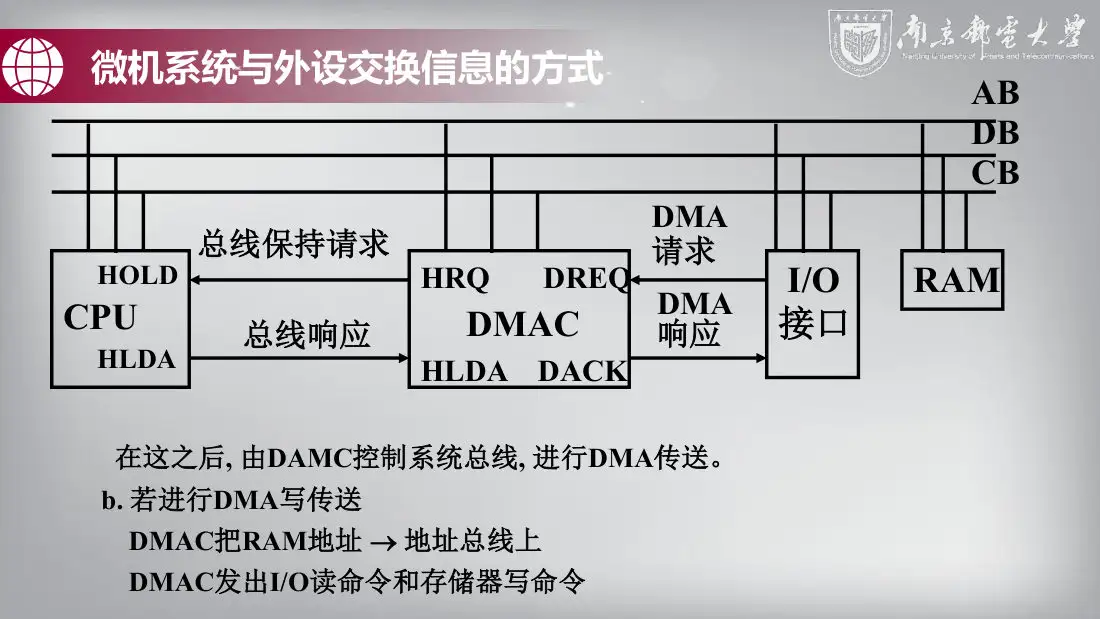 微机系统与外设交换信息的方式
南京邮电大学
Nanjing University of Posts and Telecommunications
AB
DB
CB
总线保持请求
DMA
请求
HOLD
CPU
HLDA
总线响应
HRQ DREQ
DMAC
HLDA DACK
DMA
响应
I/O
接口
RAM
在这之后, 由DAMC控制系统总线, 进行DMA传送。
b. 若进行DMA写传送
DMAC把RAM地址 → 地址总线上
DMAC发出I/O读命令和存储器写命令